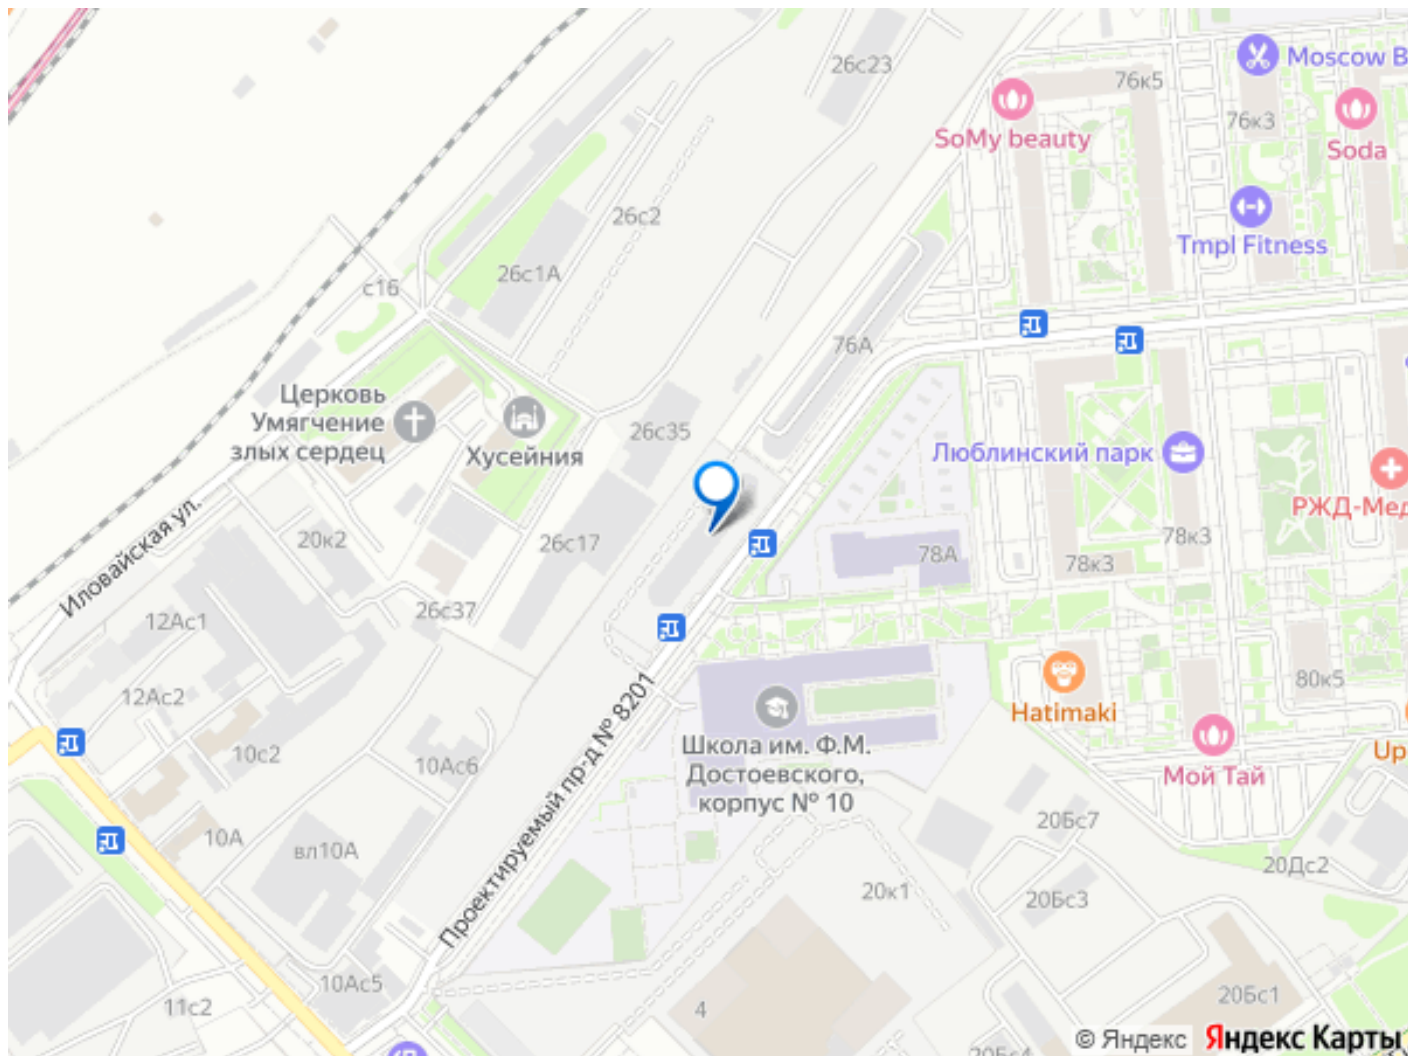 26с23
Moscow B
76к5
76к3
SoMy beauty
Soda
26с2
Tmpl Fitness
26с1А
с16
76А
Церковь
Умягчение
злых сердец
26с35
Хусейния
Люблинский парк
РЖД-Мед
Иловайская ул.
20к2
26с17
78А
78к3
78к3
26с37
12Ас1
12Ас2
80к5
Hatimaki
10с2
10Ас6
Проектируемый пр-д № 8201
Школа им. Ф.М.
Достоевского,
корпус № 10
Мой Тай
Up
10А
вл10А
20Бс7
20Дс2
20к1
20Бс3
10Ас5
11с2
4
20Бс1
20Бс4
© Яндекс
Яндекс Карты